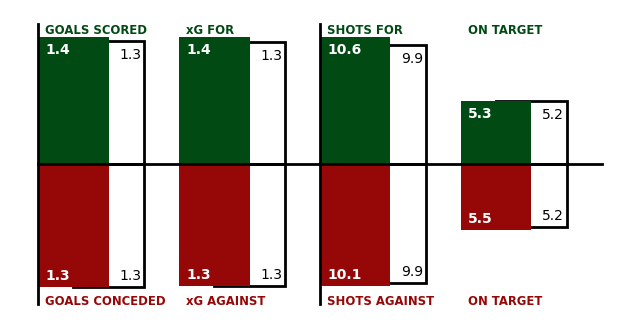 GOALS SCORED xG FOR SHOTS FOR ON TARGET
1.4 1.3 1.4 1.3 10.6 9.9
5.3 5.2
5.5 5.2
1.3 1.3 1.3 1.3 10.1 9.9
GOALS CONCEDED xG AGAINST SHOTS AGAINST ON TARGET